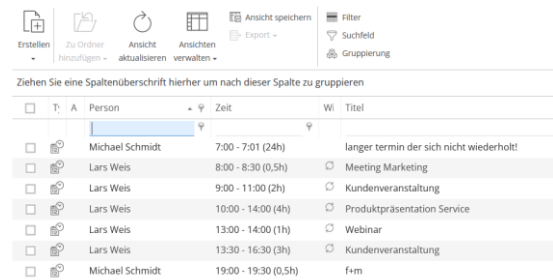 Erstellen
Zu Ordner hinzufügen
Ansicht aktualisieren
Ansichten verwalten
Ansicht speichern
Export
Filter
Suchfeld
Gruppierung
Ziehen Sie eine Spaltenüberschrift hierher um nach dieser Spalte zu gruppieren
A Person Zeit Wi Titel
Michael Schmidt 7:00 - 7:01 (24h) langer termin der sich nicht wiederholt!
Lars Weis 8:00 - 8:30 (0,5h) Meeting Marketing
Lars Weis 9:00 - 11:00 (2h) Kundenveranstaltung
Lars Weis 10:00 - 14:00 (4h) Produktpräsentation Service
Lars Weis 13:00 - 14:00 (1h) Webinar
Lars Weis 13:30 - 16:30 (3h) Kundenveranstaltung
Michael Schmidt 19:00 - 19:30 (0,5h) f+m